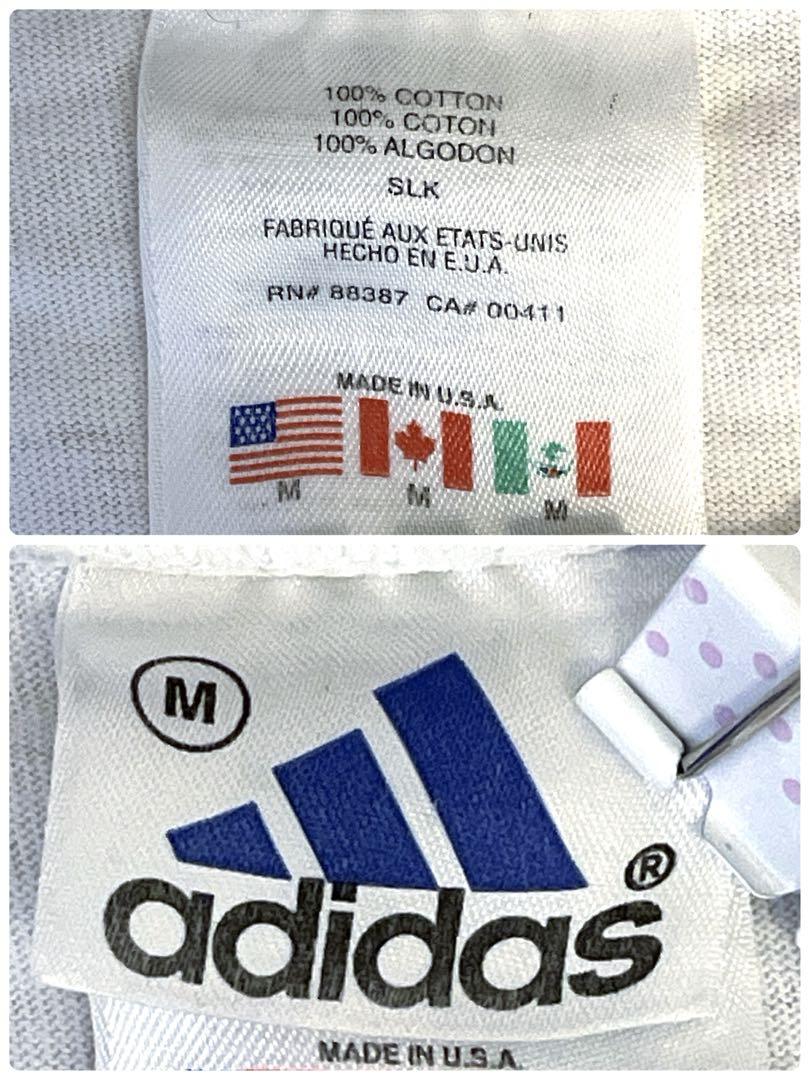 100% COTTON
100% COTON
100% ALGODON
SLK
FABRIQUÉ AUX ETATS-UNIS
HECHO EN E.U.A.
RN# 88387 CA# 00411
MADE IN U.S.A.
M M M
M
adidas®
MADE IN U.S.A.